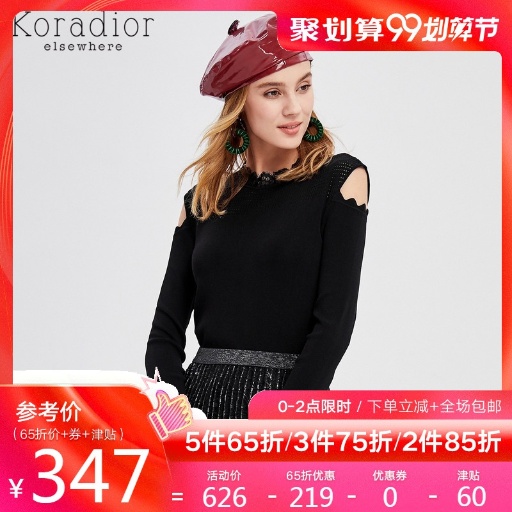 Koradior
elsewhere
聚划算99划算节
0-2点限时/下单立减+全场包邮
参考价
(65折价+券+津贴)
5件65折/3件75折/2件85折
¥347
活动价 65折优惠 优惠券 津贴
= 626 - 219 - 0 - 60